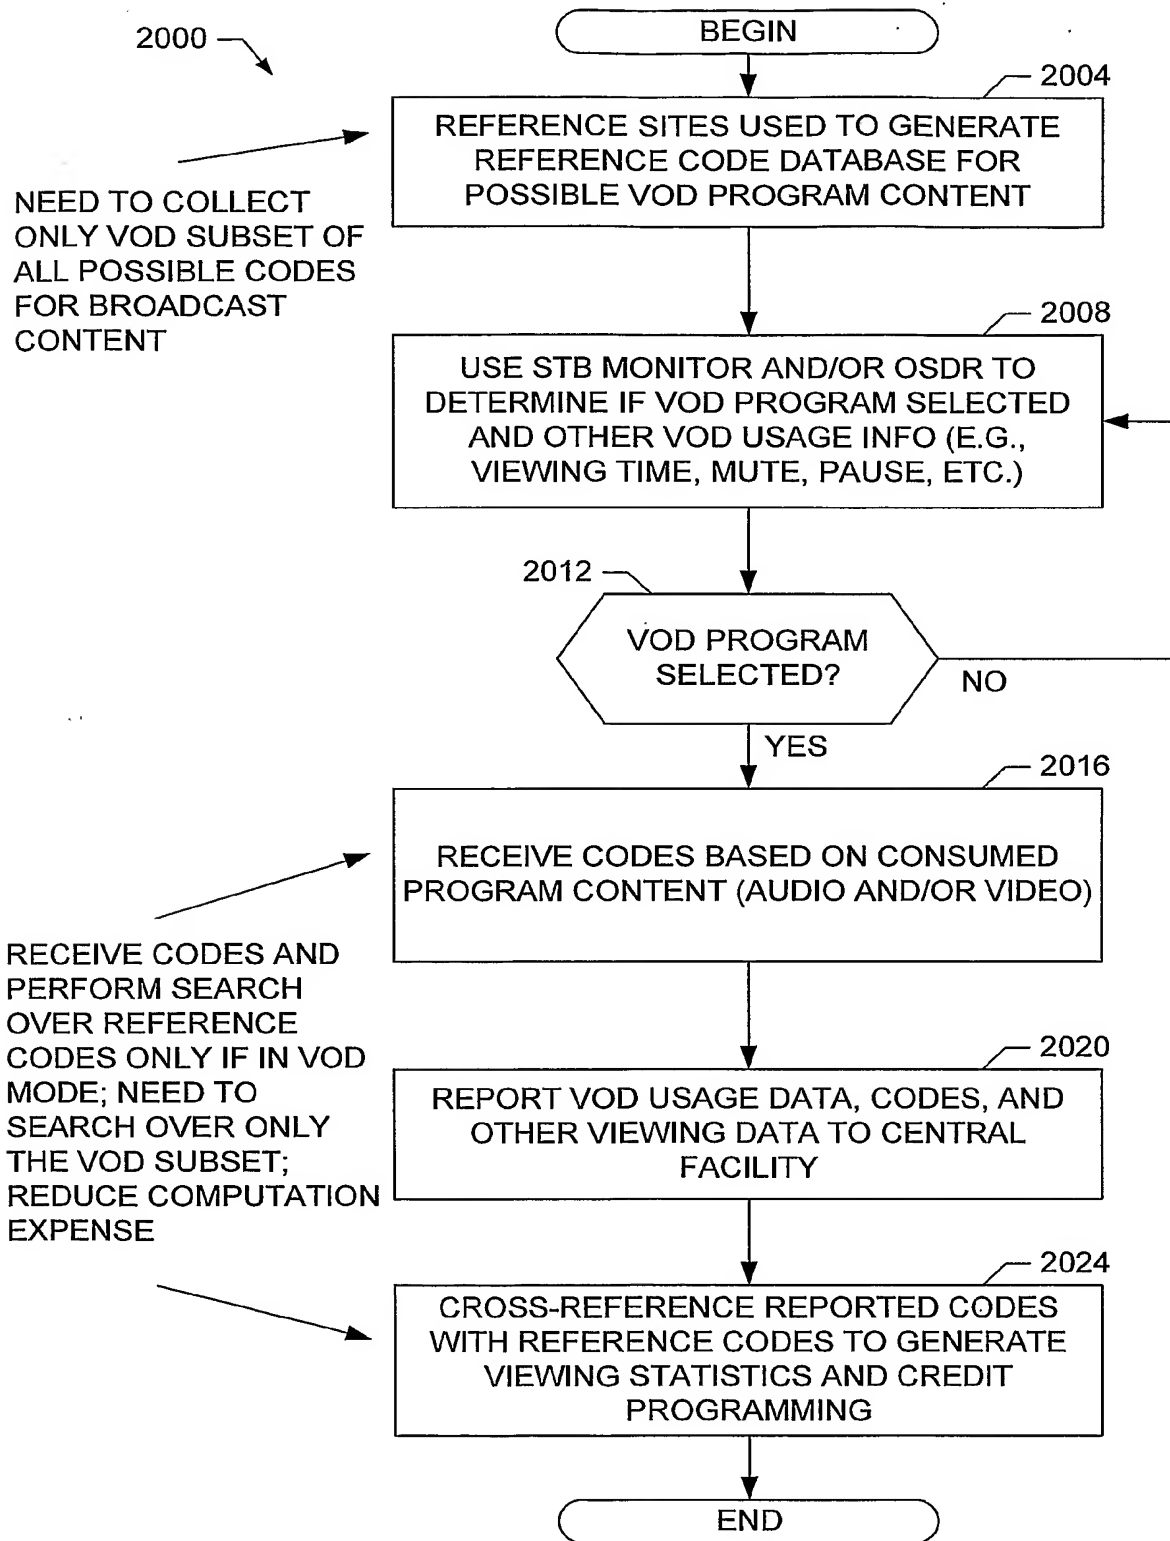 2000
BEGIN
2004
REFERENCE SITES USED TO GENERATE
REFERENCE CODE DATABASE FOR
POSSIBLE VOD PROGRAM CONTENT
NEED TO COLLECT
ONLY VOD SUBSET OF
ALL POSSIBLE CODES
FOR BROADCAST
CONTENT
2008
USE STB MONITOR AND/OR OSDR TO
DETERMINE IF VOD PROGRAM SELECTED
AND OTHER VOD USAGE INFO (E.G.,
VIEWING TIME, MUTE, PAUSE, ETC.)
2012
VOD PROGRAM
SELECTED?
NO
YES
2016
RECEIVE CODES BASED ON CONSUMED
PROGRAM CONTENT (AUDIO AND/OR VIDEO)
RECEIVE CODES AND
PERFORM SEARCH
OVER REFERENCE
CODES ONLY IF IN VOD
MODE; NEED TO
SEARCH OVER ONLY
THE VOD SUBSET;
REDUCE COMPUTATION
EXPENSE
2020
REPORT VOD USAGE DATA, CODES, AND
OTHER VIEWING DATA TO CENTRAL
FACILITY
2024
CROSS-REFERENCE REPORTED CODES
WITH REFERENCE CODES TO GENERATE
VIEWING STATISTICS AND CREDIT
PROGRAMMING
END